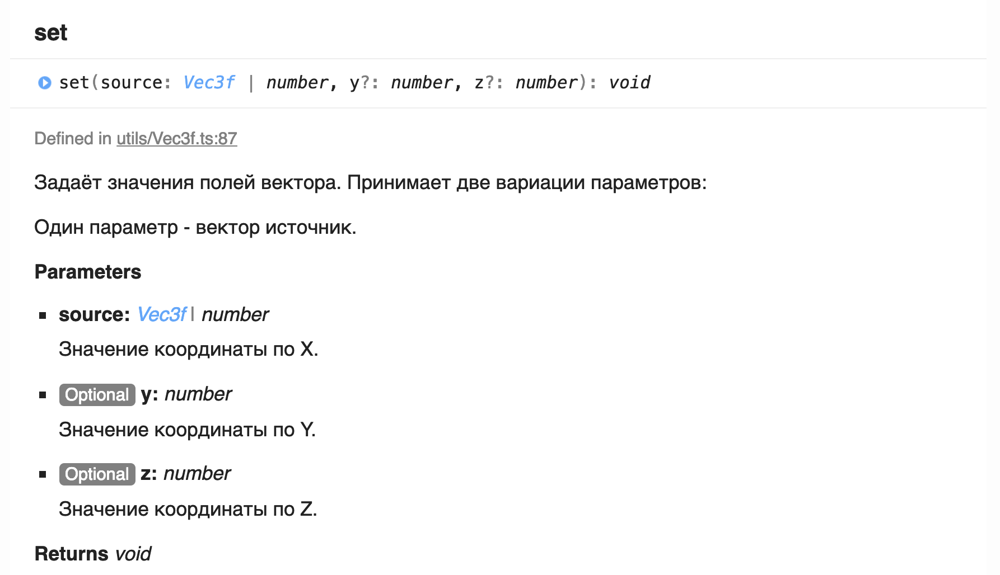 set
set(source: Vec3f | number, y?: number, z?: number): void
Defined in utils/Vec3f.ts:87
Задаёт значения полей вектора. Принимает две вариации параметров:
Один параметр - вектор источник.
Parameters
source: Vec3f | number
Значение координаты по X.
Optional y: number
Значение координаты по Y.
Optional z: number
Значение координаты по Z.
Returns void